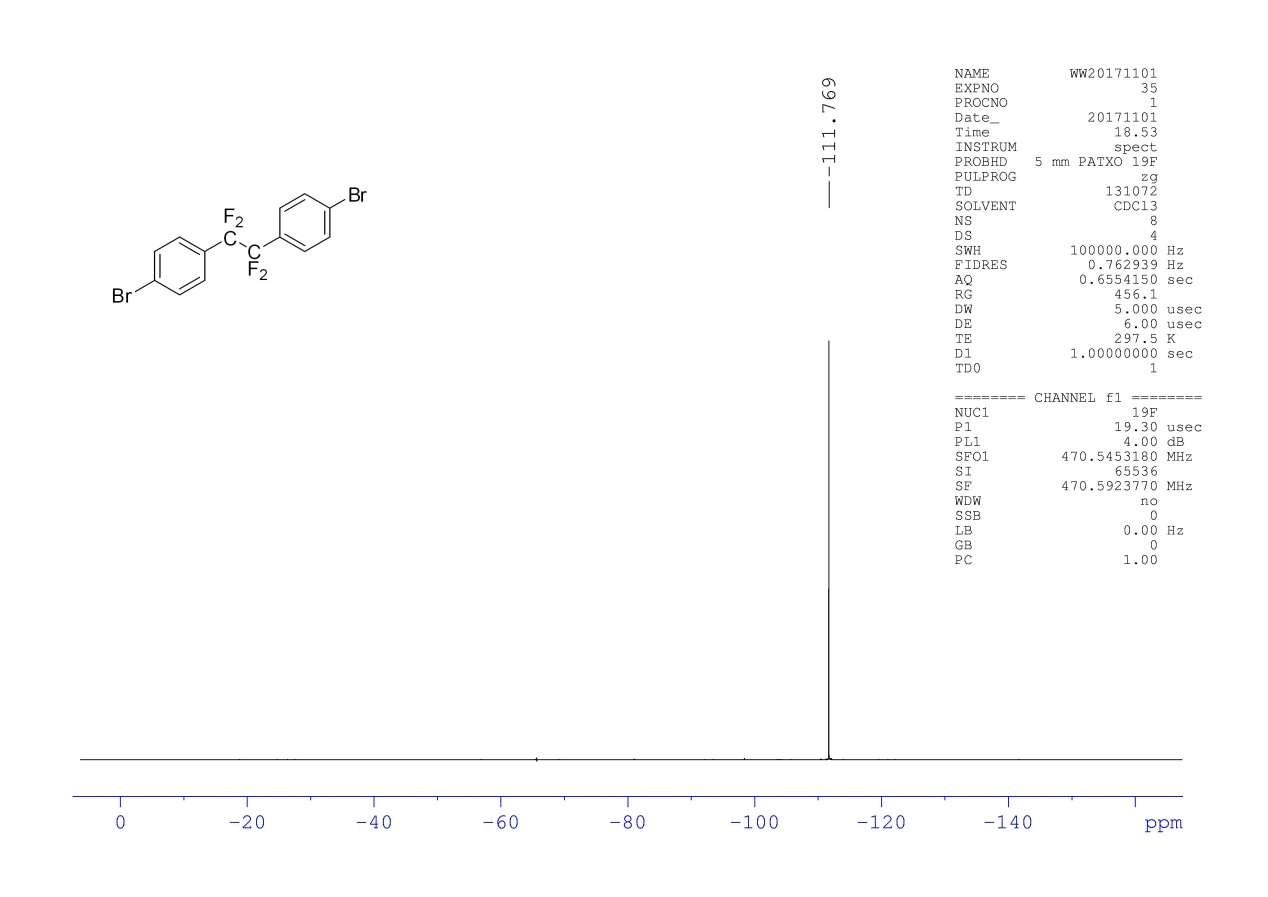 -111.769
NAME WW20171101
EXPNO 35
PROCNO 1
Date_ 20171101
Time 18.53
INSTRUM spect
PROBHD 5 mm PATXO 19F
PULPROG zg
TD 131072
SOLVENT CDCl3
NS 8
DS 4
SWH 100000.000 Hz
FIDRES 0.762939 Hz
AQ 0.6554150 sec
RG 456.1
DW 5.000 usec
DE 6.00 usec
TE 297.5 K
D1 1.00000000 sec
TD0 1
======== CHANNEL f1 ========
NUC1 19F
P1 19.30 usec
PL1 4.00 dB
SFO1 470.5453180 MHz
SI 65536
SF 470.5923770 MHz
WDW no
SSB 0
LB 0.00 Hz
GB 0
PC 1.00
Br
F2
C
C
F2
Br
0 -20 -40 -60 -80 -100 -120 -140 ppm